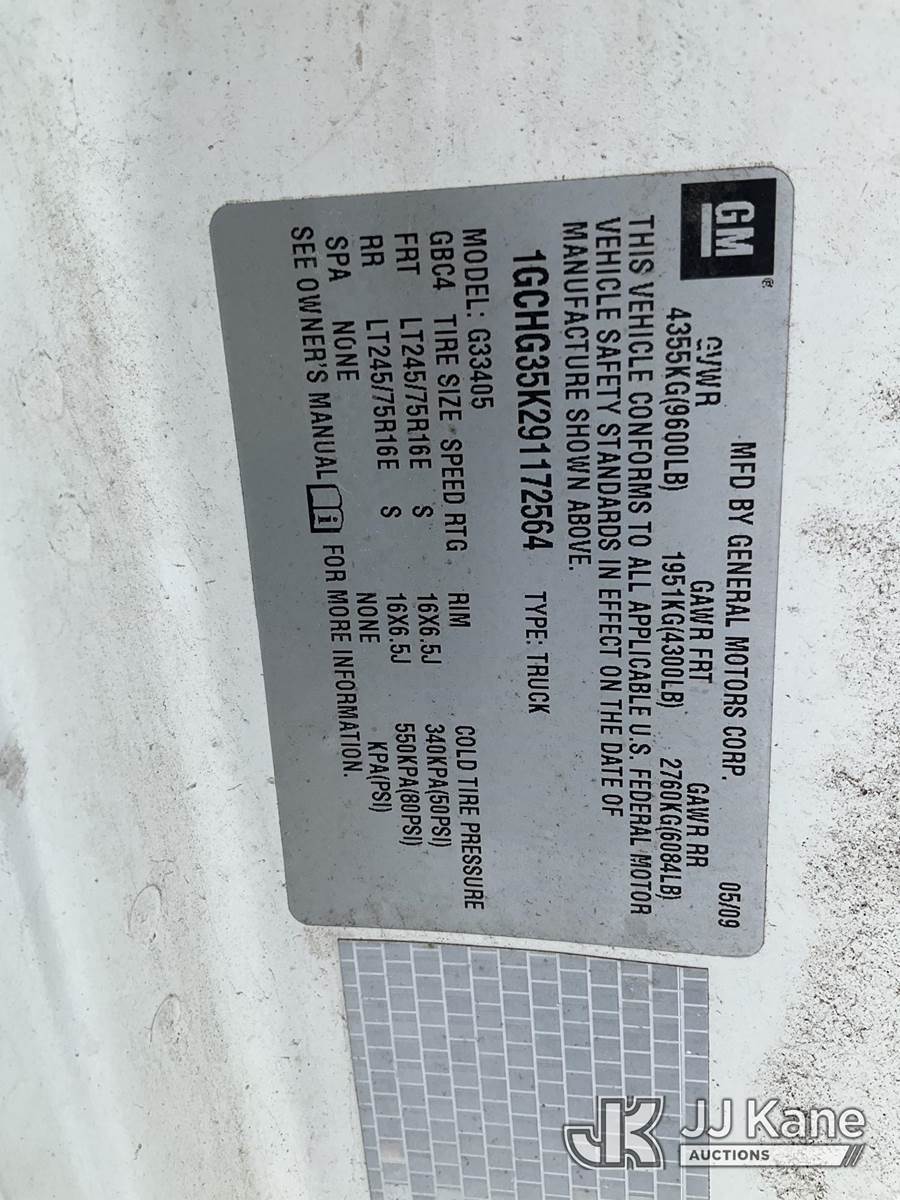 GM
®
MFD BY GENERAL MOTORS CORP. 05/09
GVWR GAWR FRT GAWR RR
4355KG(9600LB) 1951KG(4300LB) 2760KG(6084LB)
THIS VEHICLE CONFORMS TO ALL APPLICABLE U.S. FEDERAL MOTOR
VEHICLE SAFETY STANDARDS IN EFFECT ON THE DATE OF
MANUFACTURE SHOWN ABOVE.
1GCHG35K291172564 TYPE: TRUCK
MODEL: G33405
GBC4 TIRE SIZE SPEED RTG RIM COLD TIRE PRESSURE
FRT LT245/75R16E S 16X6.5J 340KPA(50PSI)
RR LT245/75R16E S 16X6.5J 550KPA(80PSI)
SPA NONE NONE KPA(PSI)
SEE OWNER'S MANUAL i FOR MORE INFORMATION.
JK JJ Kane
AUCTIONS